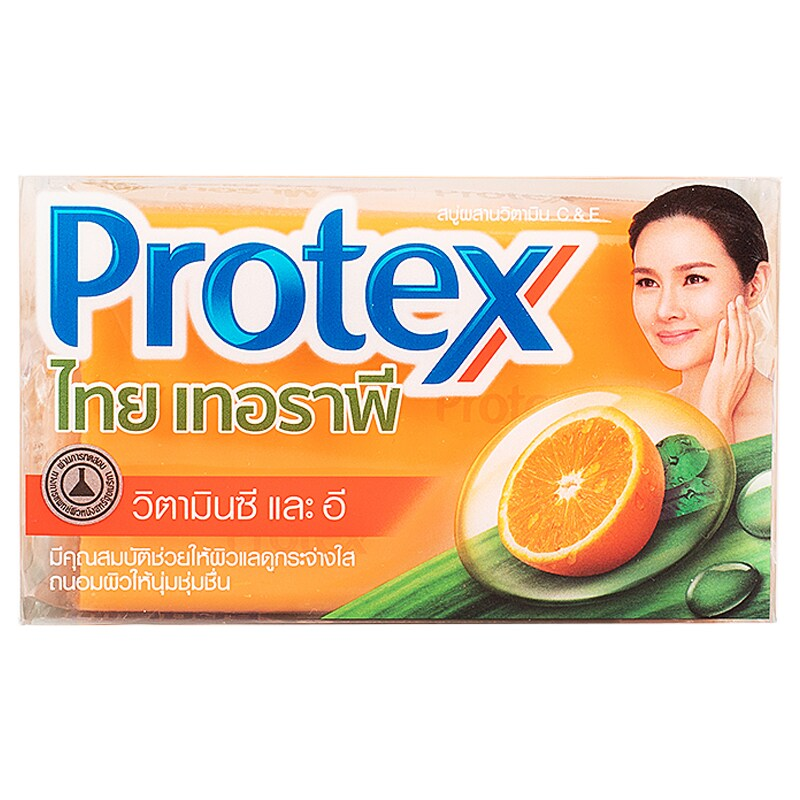 สบู่ผสานวิตามิน C & E
Protex
ไทย เทอราพี
Protex
วิตามินซี และ อี
มีคุณสมบัติช่วยให้ผิวแลดูกระจ่างใส
ถนอมผิวให้นุ่มชุ่มชื่น